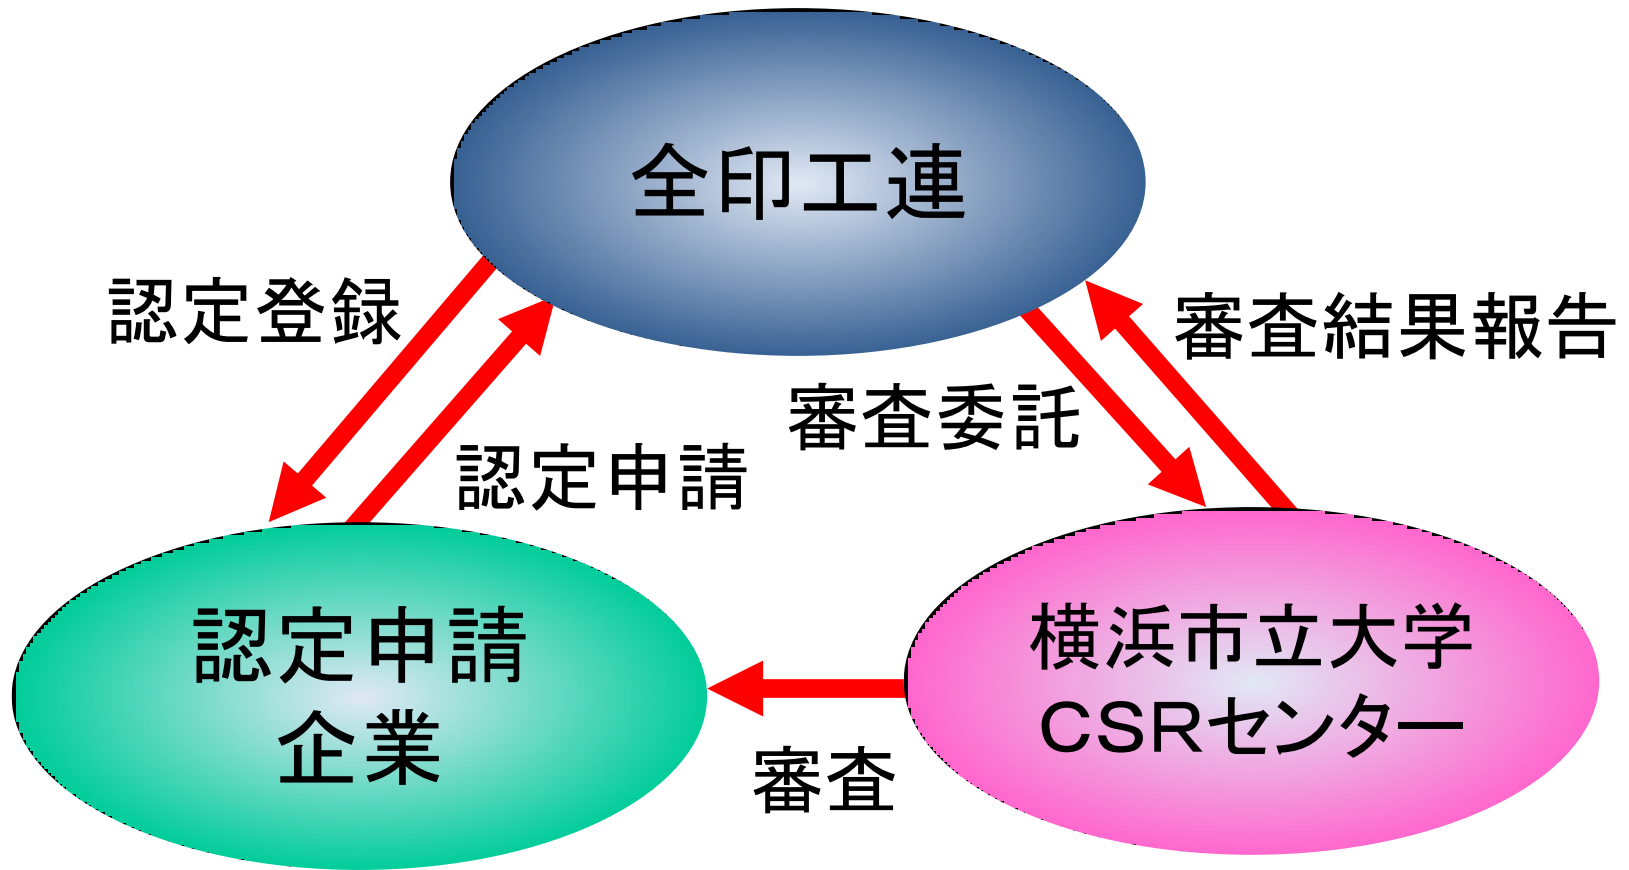 全印工連
認定登録
審査結果報告
審査委託
認定申請
認定申請
企業
横浜市立大学
CSRセンター
審査